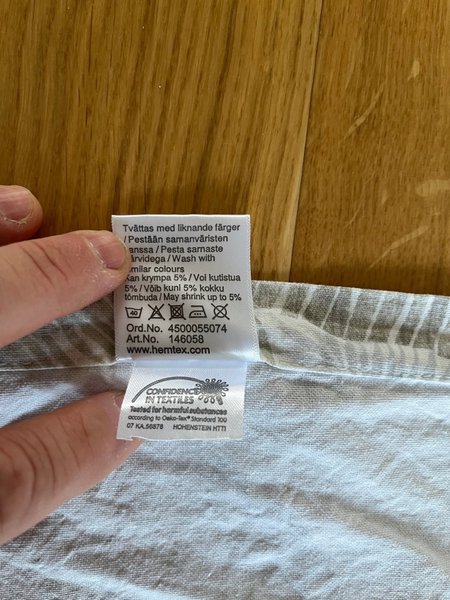 Tvättas med liknande färger
/ Pestään samanväristen
kanssa / Pesta sarnaste
värvidega / Wash with
similar colours
Kan krympa 5% / Voi kutistua
5% / Võib kuni 5% kokku
tõmbuda / May shrink up to 5%
40
Ord.No. 4500055074
Art.No. 146058
www.hemtex.com
CONFIDENCE
IN TEXTILES
Tested for harmful substances
according to Oeko-Tex® Standard 100
07.KA.56878 HOHENSTEIN HTTI